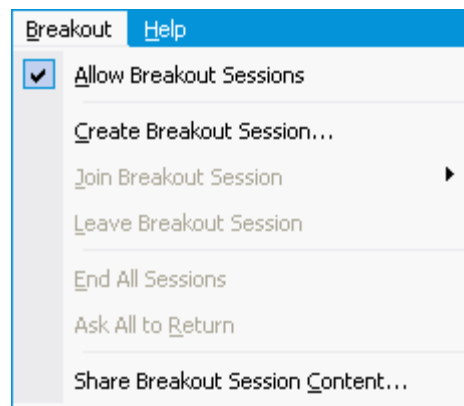 Breakout Help
Allow Breakout Sessions
Create Breakout Session...
Join Breakout Session
Leave Breakout Session
End All Sessions
Ask All to Return
Share Breakout Session Content...